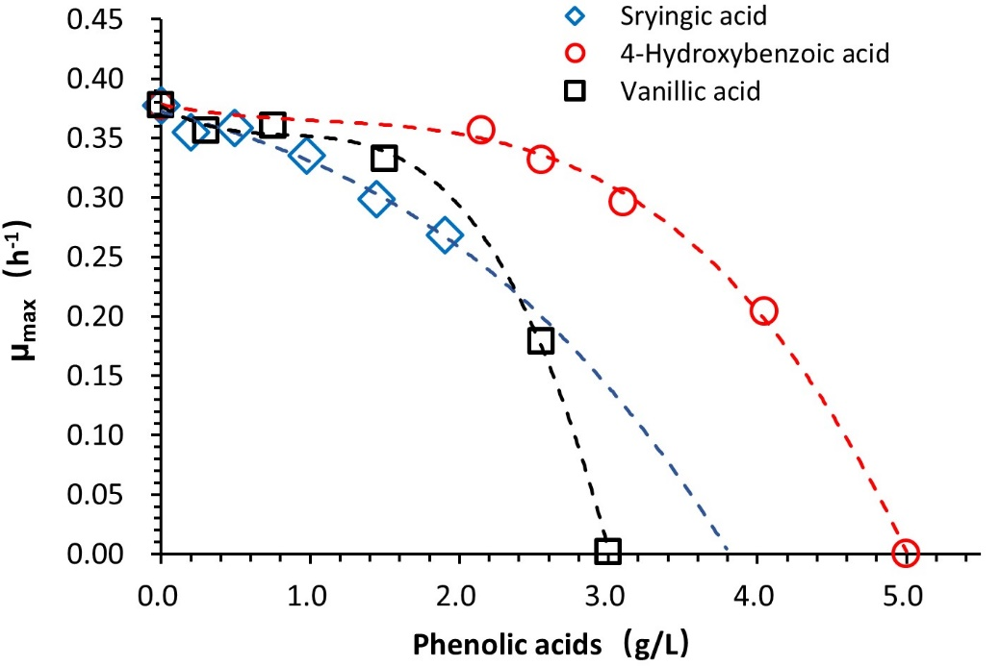 Sryingic acid
4-Hydroxybenzoic acid
Vanillic acid
0.45
0.40
0.35
0.30
0.25
0.20
0.15
0.10
0.05
0.00
μmax (h-1)
0.0 1.0 2.0 3.0 4.0 5.0
Phenolic acids (g/L)